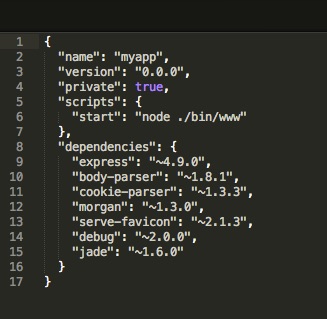 1 {
2 "name": "myapp",
3 "version": "0.0.0",
4 "private": true,
5 "scripts": {
6 "start": "node ./bin/www"
7 },
8 "dependencies": {
9 "express": "~4.9.0",
10 "body-parser": "~1.8.1",
11 "cookie-parser": "~1.3.3",
12 "morgan": "~1.3.0",
13 "serve-favicon": "~2.1.3",
14 "debug": "~2.0.0",
15 "jade": "~1.6.0"
16 }
17 }